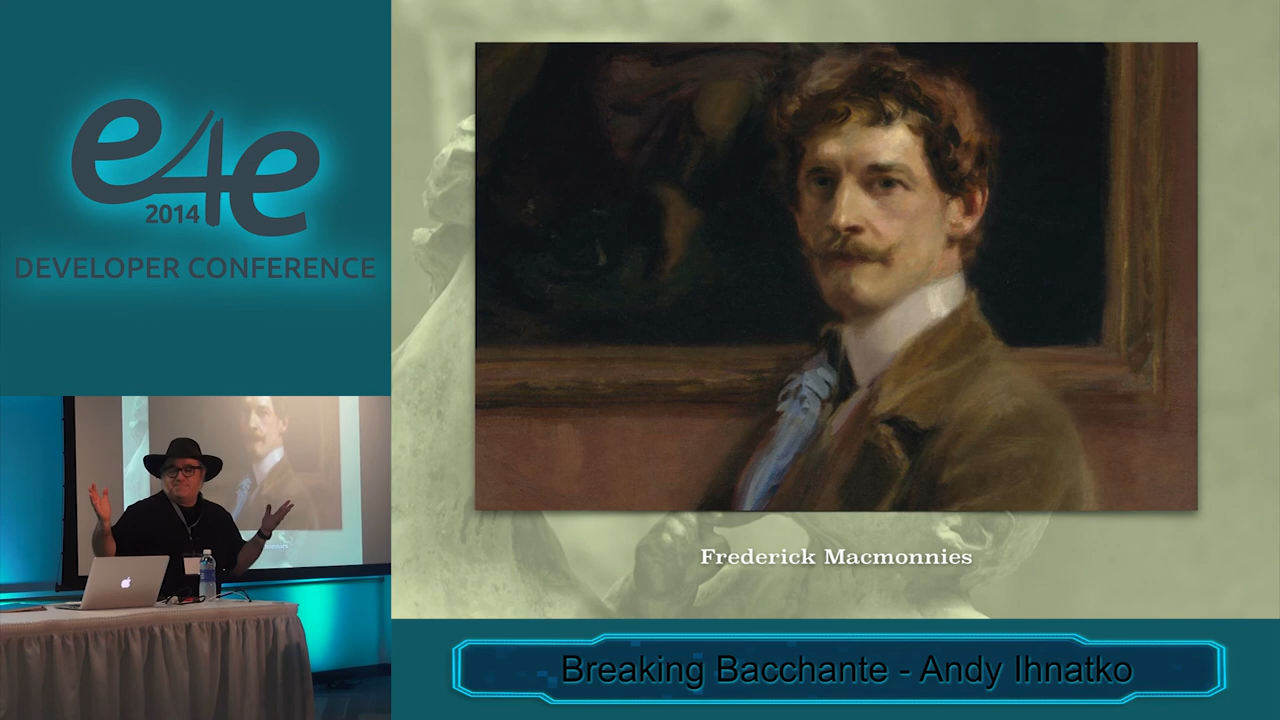 e4e
2014
DEVELOPER CONFERENCE
Frederick Macmonnies
Breaking Bacchante - Andy Ihnatko